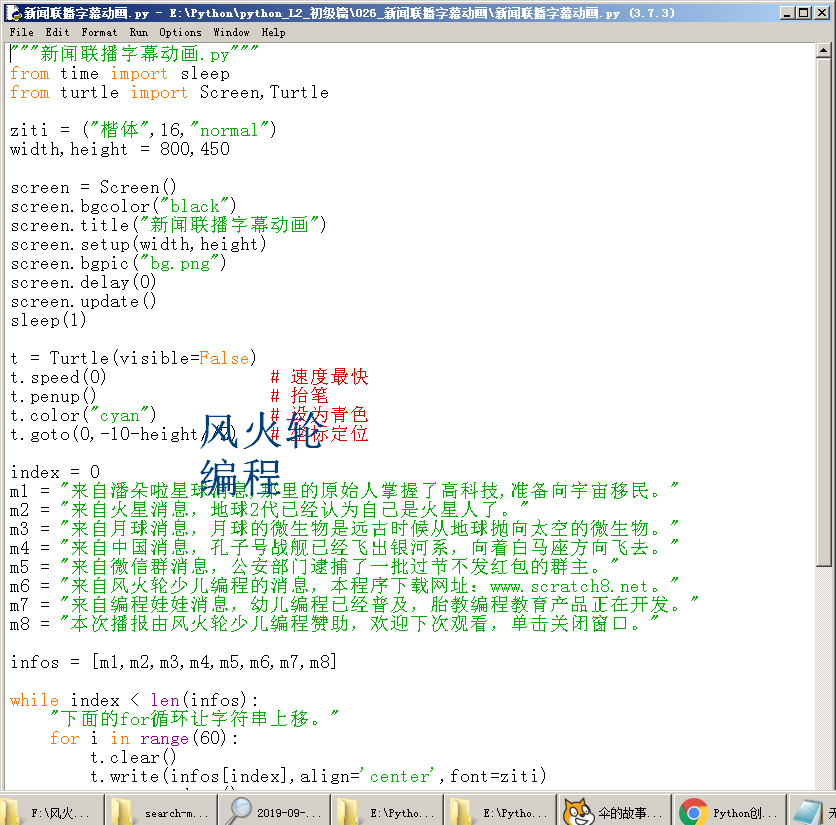 新闻联播字幕动画.py - E:\Python\python_L2_初级篇\026_新闻联播字幕动画\新闻联播字幕动画.py (3.7.3)
File Edit Format Run Options Window Help
"""新闻联播字幕动画.py"""
from time import sleep
from turtle import Screen,Turtle
ziti = ("楷体",16,"normal")
width,height = 800,450
screen = Screen()
screen.bgcolor("black")
screen.title("新闻联播字幕动画")
screen.setup(width,height)
screen.bgpic("bg.png")
screen.delay(0)
screen.update()
sleep(1)
t = Turtle(visible=False)
t.speed(0) # 速度最快
t.penup() # 抬笔
t.color("cyan") # 设为青色
t.goto(0,-10-height/2) # 坐标定位
风火轮
编程
index = 0
m1 = "来自潘朵啦星球消息,那里的原始人掌握了高科技,准备向宇宙移民。"
m2 = "来自火星消息，地球2代已经认为自己是火星人了。"
m3 = "来自月球消息，月球的微生物是远古时候从地球抛向太空的微生物。"
m4 = "来自中国消息，孔子号战舰已经飞出银河系，向着白马座方向飞去。"
m5 = "来自微信群消息，公安部门逮捕了一批过节不发红包的群主。"
m6 = "来自风火轮少儿编程的消息，本程序下载网址：www.scratch8.net。"
m7 = "来自编程娃娃消息，幼儿编程已经普及，胎教编程教育产品正在开发。"
m8 = "本次播报由风火轮少儿编程赞助，欢迎下次观看，单击关闭窗口。"
infos = [m1,m2,m3,m4,m5,m6,m7,m8]
while index < len(infos):
"下面的for循环让字符串上移。"
for i in range(60):
t.clear()
t.write(infos[index],align='center',font=ziti)
F:\风火... search-m... 2019-09-... E:\Pytho... E:\Pytho... 伞的故事... Python创...